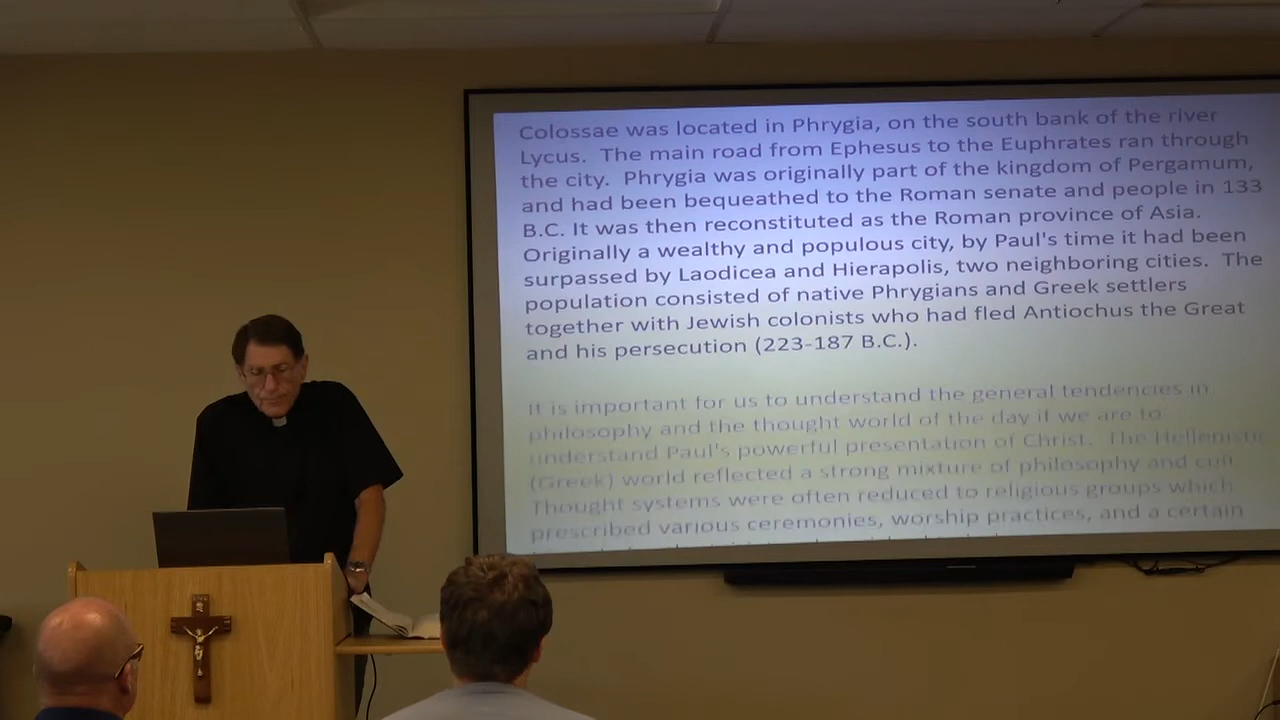 Colossae was located in Phrygia, on the south bank of the river
Lycus. The main road from Ephesus to the Euphrates ran through
the city. Phrygia was originally part of the kingdom of Pergamum,
and had been bequeathed to the Roman senate and people in 133
B.C. It was then reconstituted as the Roman province of Asia.
Originally a wealthy and populous city, by Paul's time it had been
surpassed by Laodicea and Hierapolis, two neighboring cities. The
population consisted of native Phrygians and Greek settlers
together with Jewish colonists who had fled Antiochus the Great
and his persecution (223-187 B.C.).
It is important for us to understand the general tendencies in
philosophy and the thought world of the day if we are to
understand Paul's powerful presentation of Christ. The Hellenistic
(Greek) world reflected a strong mixture of philosophy and cult.
Thought systems were often reduced to religious groups which
prescribed various ceremonies, worship practices, and a certain